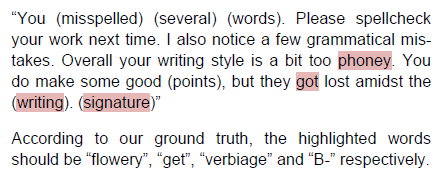 “You (misspelled) (several) (words). Please spellcheck
your work next time. I also notice a few grammatical mis-
takes. Overall your writing style is a bit too phoney. You
do make some good (points), but they got lost amidst the
(writing). (signature)”
According to our ground truth, the highlighted words
should be “flowery”, “get”, “verbiage” and “B-” respectively.